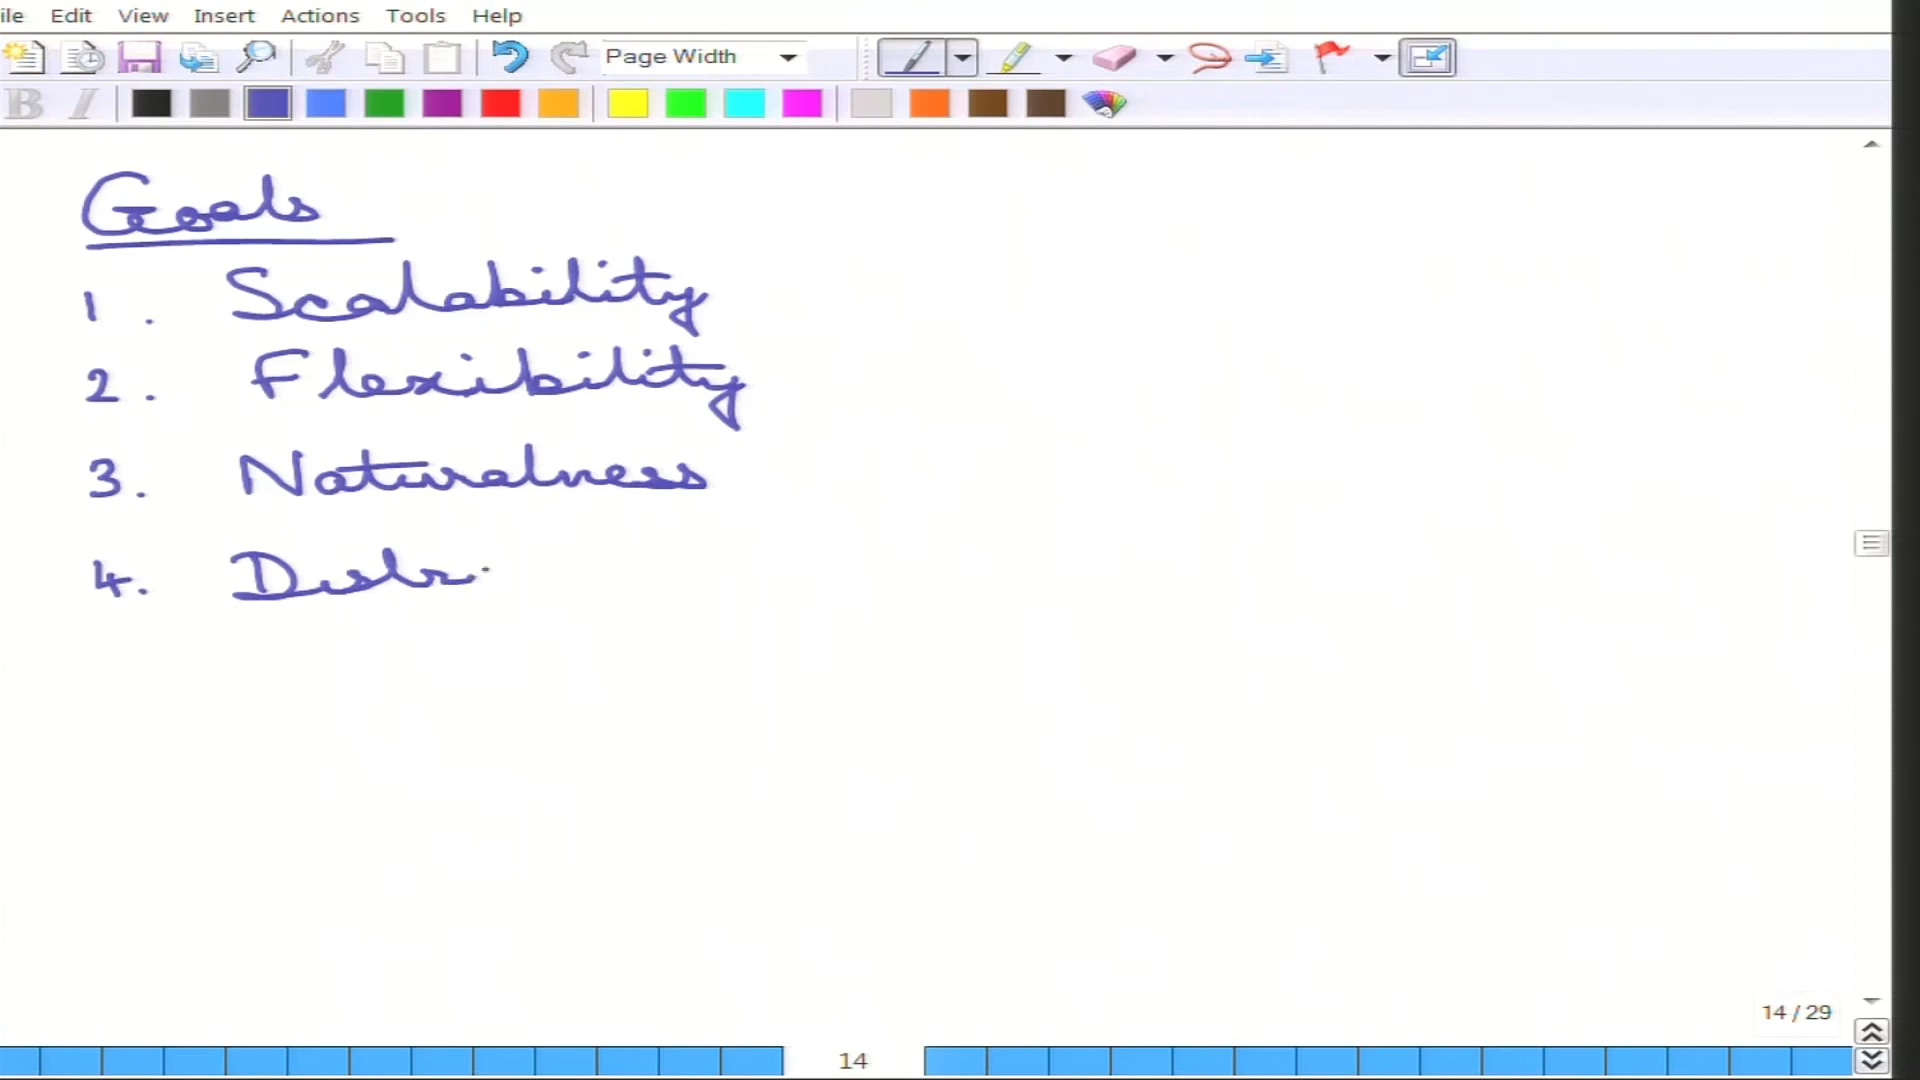 ile Edit View Insert Actions Tools Help
Page Width
B I
Goals
1. Scalability
2. Flexibility
3. Naturalness
4. Distri
14 / 29
14